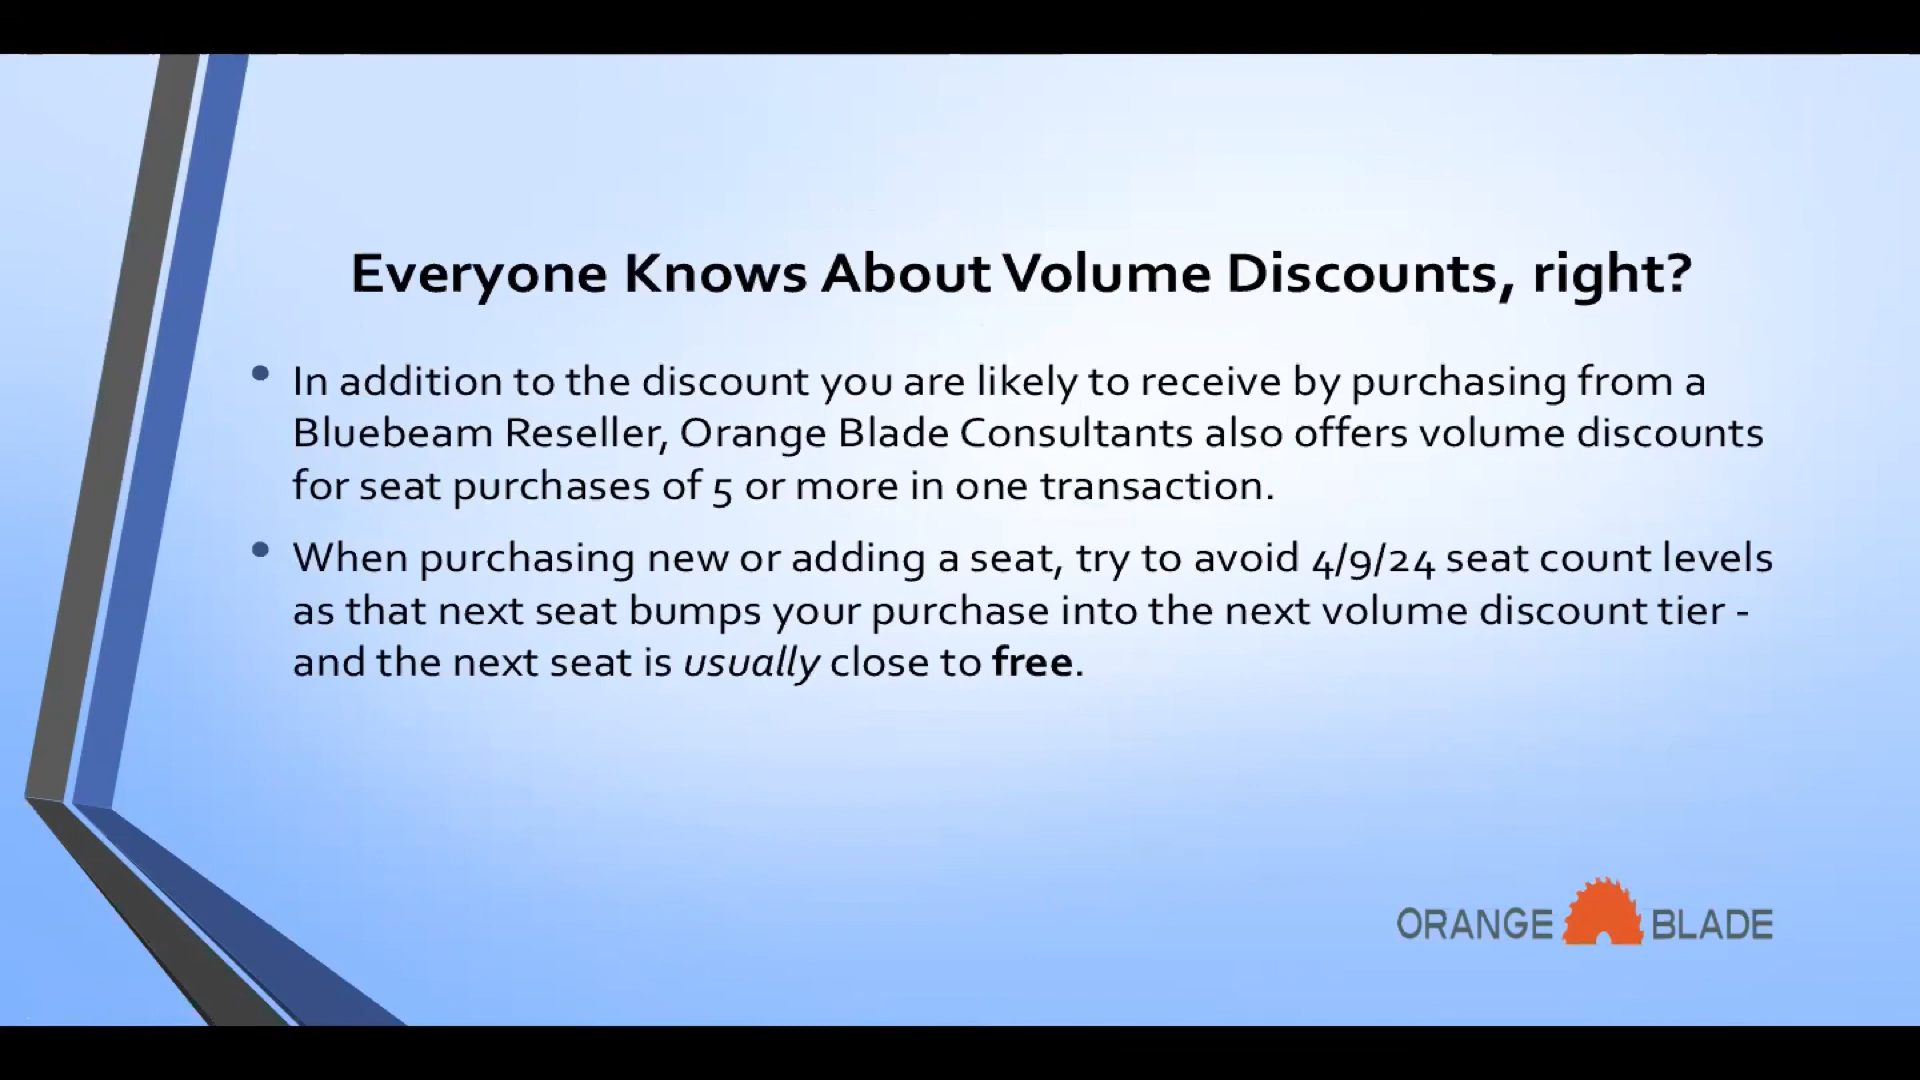 Everyone Knows About Volume Discounts, right?
• In addition to the discount you are likely to receive by purchasing from a
Bluebeam Reseller, Orange Blade Consultants also offers volume discounts
for seat purchases of 5 or more in one transaction.
• When purchasing new or adding a seat, try to avoid 4/9/24 seat count levels
as that next seat bumps your purchase into the next volume discount tier -
and the next seat is usually close to free.
ORANGE BLADE